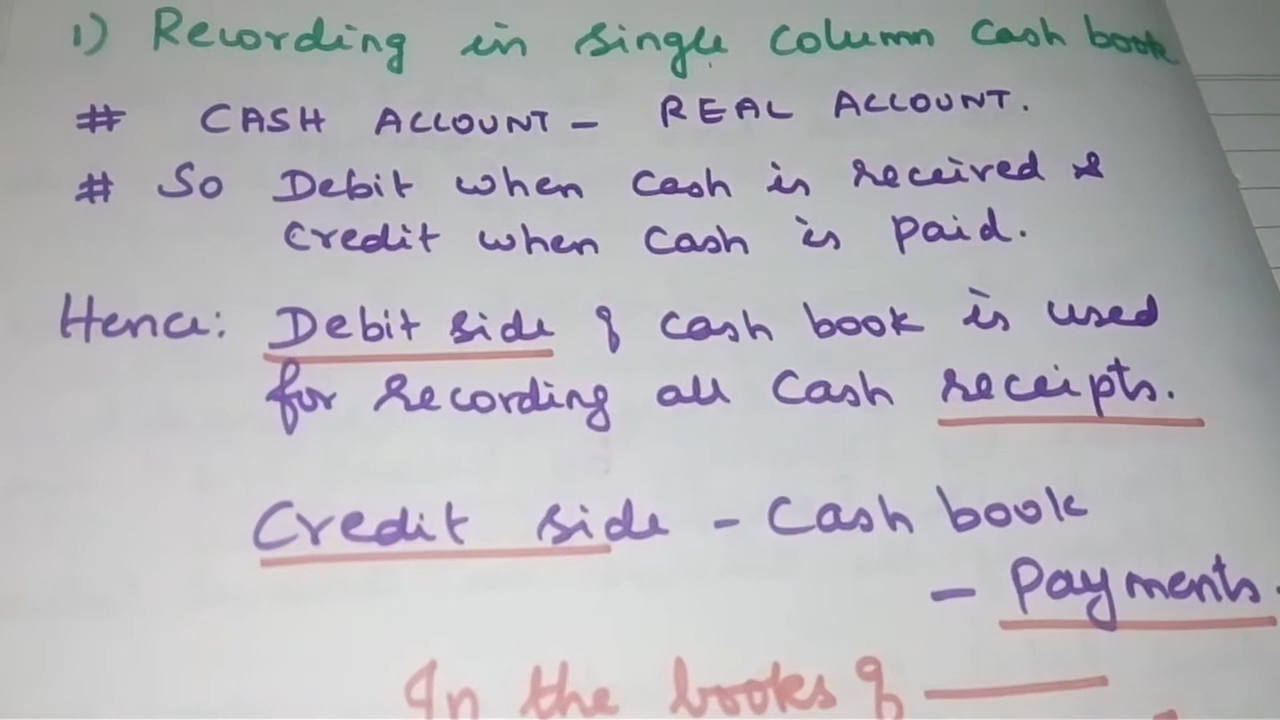 1) Recording in single column cash book
# CASH ACCOUNT - REAL ACCOUNT.
# So Debit when cash is received &
credit when cash is paid.
Hence: Debit side of cash book is used
for recording all cash receipts.
Credit side - Cash book
- Payments.
In the books of ———